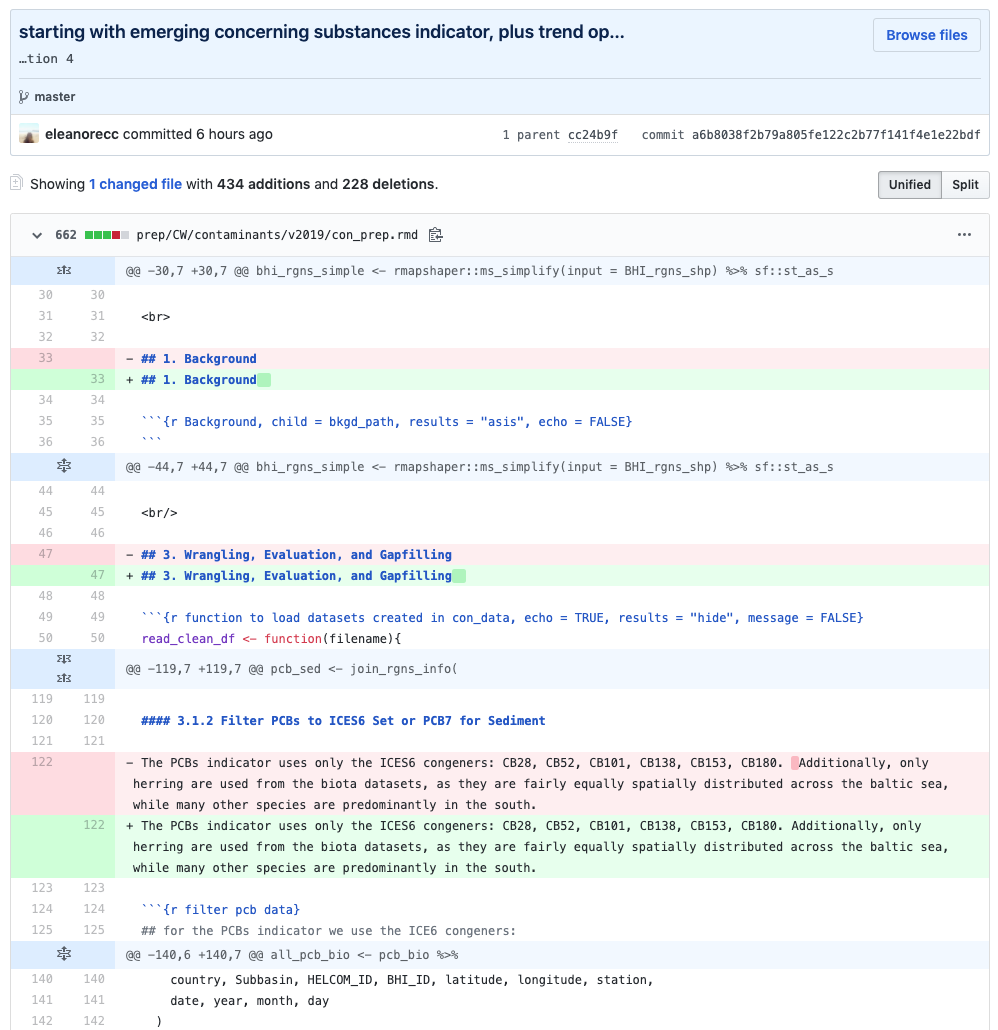 starting with emerging concerning substances indicator, plus trend op...
…tion 4
Browse files
master
eleanorecc committed 6 hours ago
1 parent cc24b9f commit a6b8038f2b79a805fe122c2b77f141f4e1e22bdf
Showing 1 changed file with 434 additions and 228 deletions.
Unified Split
662 prep/CW/contaminants/v2019/con_prep.rmd
@@ -30,7 +30,7 @@ bhi_rgns_simple <- rmapshaper::ms_simplify(input = BHI_rgns_shp) %>% sf::st_as_s
30 30
31 31 <br>
32 32
33 - ## 1. Background
33 + ## 1. Background
34 34
35 35 ```{r Background, child = bkgd_path, results = "asis", echo = FALSE}
36 36 ```
@@ -44,7 +44,7 @@ bhi_rgns_simple <- rmapshaper::ms_simplify(input = BHI_rgns_shp) %>% sf::st_as_s
44 44
45 45 <br/>
46 46
47 - ## 3. Wrangling, Evaluation, and Gapfilling
47 + ## 3. Wrangling, Evaluation, and Gapfilling
48 48
49 49 ```{r function to load datasets created in con_data, echo = TRUE, results = "hide", message = FALSE}
50 50 read_clean_df <- function(filename){
@@ -119,7 +119,7 @@ pcb_sed <- join_rgns_info(
119 119
120 120 #### 3.1.2 Filter PCBs to ICES6 Set or PCB7 for Sediment
121 121
122 - The PCBs indicator uses only the ICES6 congeners: CB28, CB52, CB101, CB138, CB153, CB180. Additionally, only
herring are used from the biota datasets, as they are fairly equally spatially distributed across the baltic sea,
while many other species are predominantly in the south.
122 + The PCBs indicator uses only the ICES6 congeners: CB28, CB52, CB101, CB138, CB153, CB180. Additionally, only
herring are used from the biota datasets, as they are fairly equally spatially distributed across the baltic sea,
while many other species are predominantly in the south.
123 123
124 124 ```{r filter pcb data}
125 125 ## for the PCBs indicator we use the ICE6 congeners:
@@ -140,6 +140,7 @@ all_pcb_bio <- pcb_bio %>%
140 140 country, Subbasin, HELCOM_ID, BHI_ID, latitude, longitude, station,
141 141 date, year, month, day
142 142 )